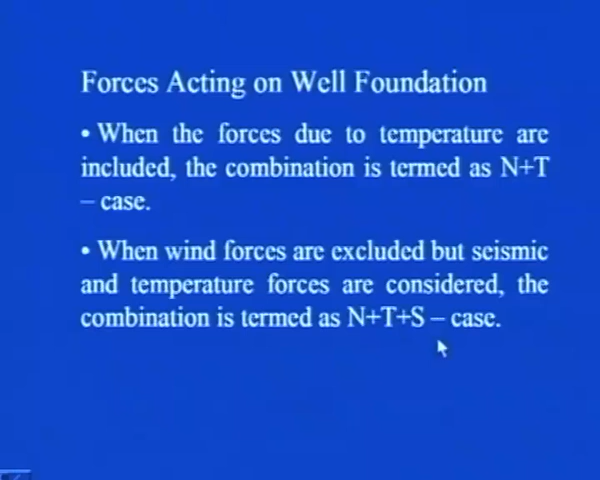 Forces Acting on Well Foundation
• When the forces due to temperature are
included, the combination is termed as N+T
– case.
• When wind forces are excluded but seismic
and temperature forces are considered, the
combination is termed as N+T+S – case.